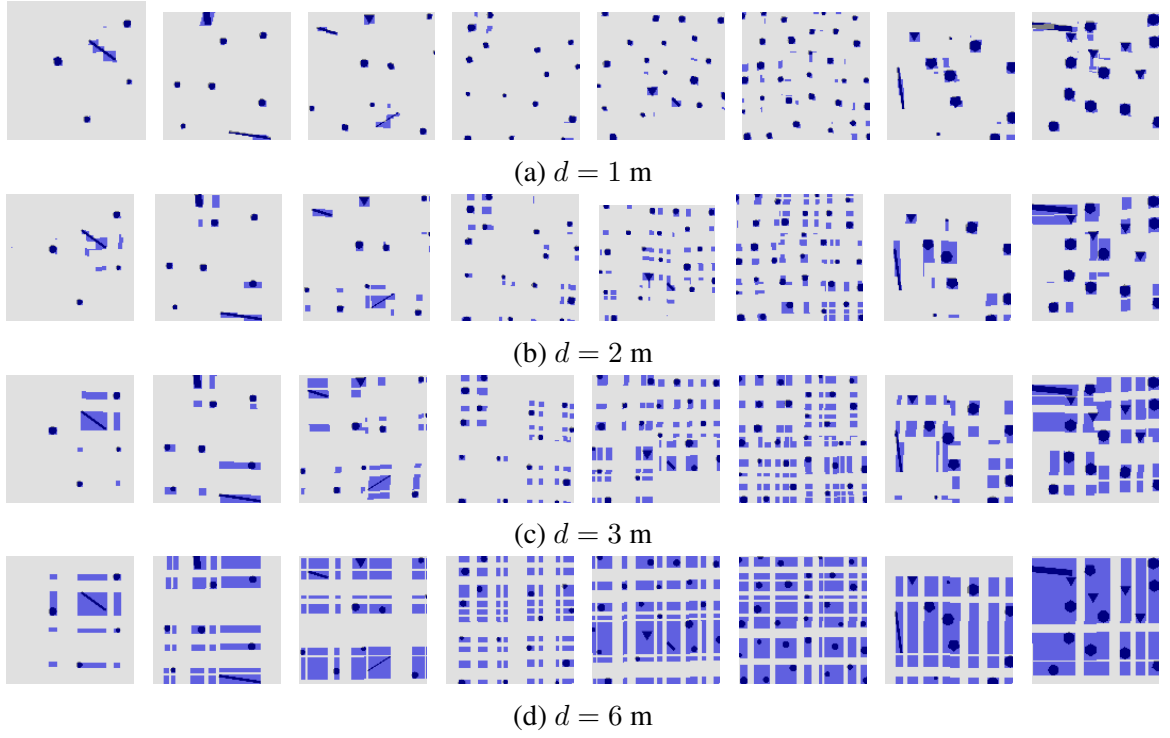 (a) d = 1 m
(b) d = 2 m
(c) d = 3 m
(d) d = 6 m